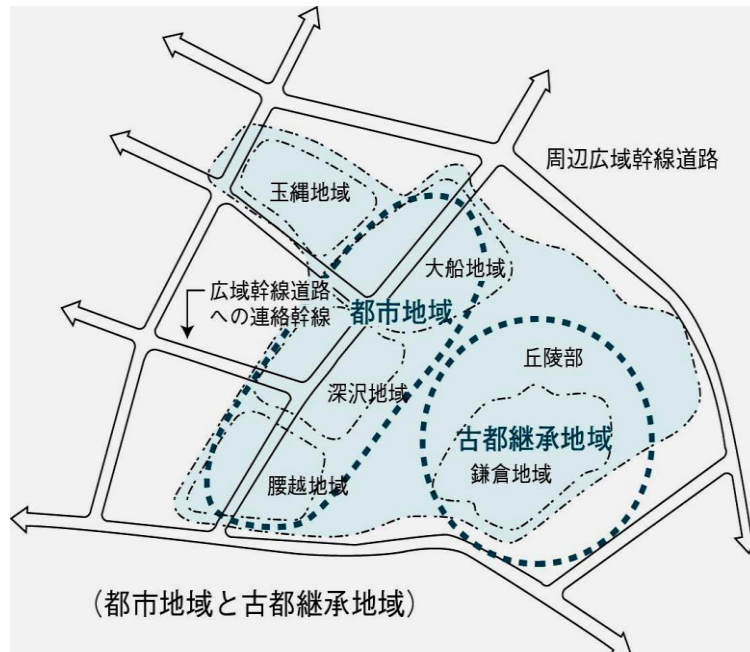 周辺広域幹線道路
玉縄地域
大船地域
広域幹線道路
への連絡幹線
都市地域
丘陵部
深沢地域
古都継承地域
鎌倉地域
腰越地域
（都市地域と古都継承地域）